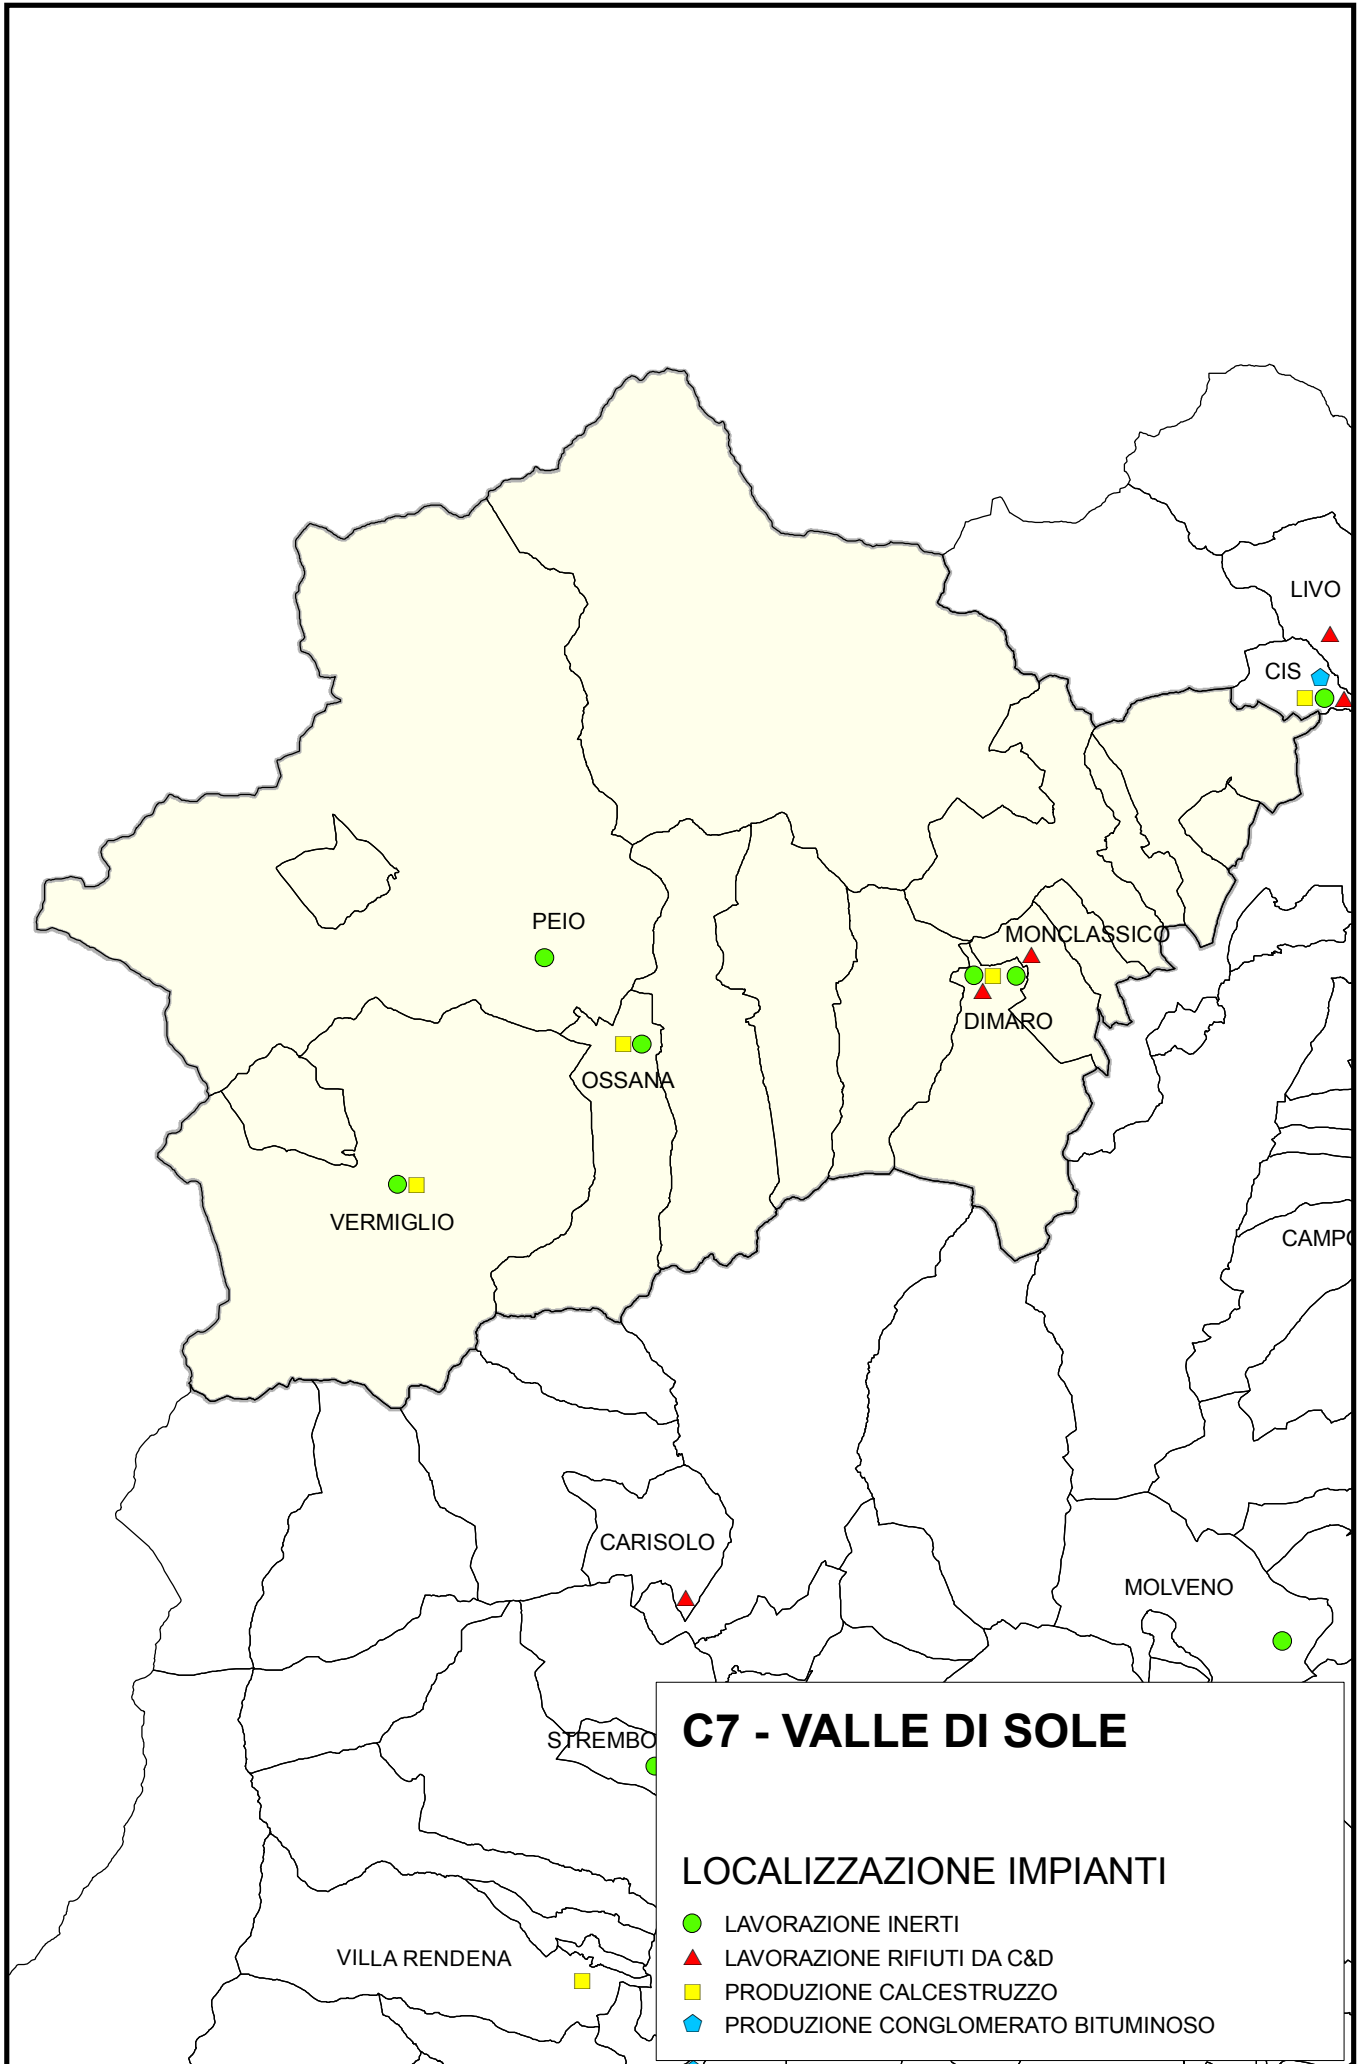 LIVO
CIS
PEIO
MONCLASSICO
DIMARO
OSSANA
VERMIGLIO
CAMPO
CARISOLO
MOLVENO
STREMBO
VILLA RENDENA
C7 - VALLE DI SOLE
LOCALIZZAZIONE IMPIANTI
LAVORAZIONE INERTI
LAVORAZIONE RIFIUTI DA C&D
PRODUZIONE CALCESTRUZZO
PRODUZIONE CONGLOMERATO BITUMINOSO